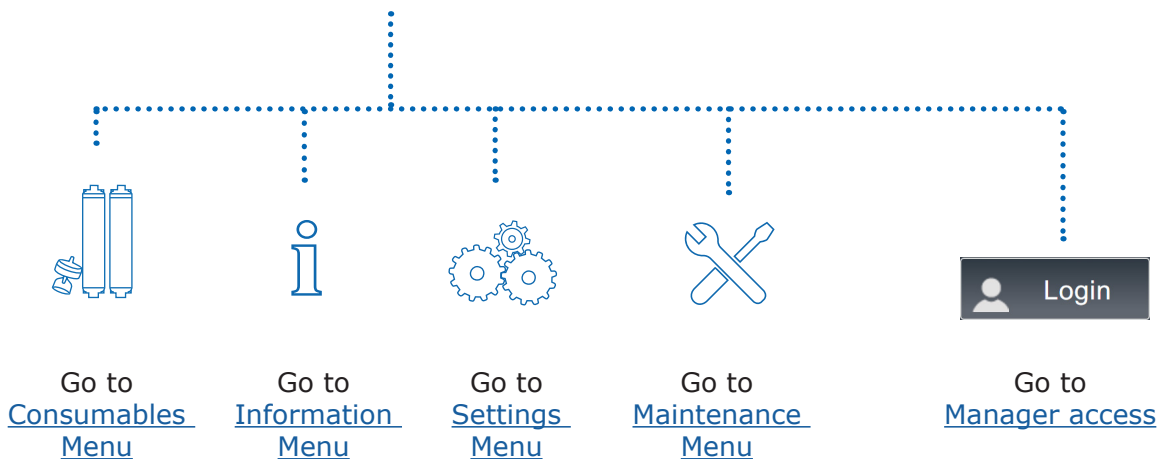 Login
Go to
Consumables
Menu
Go to
Information
Menu
Go to
Settings
Menu
Go to
Maintenance
Menu
Go to
Manager access